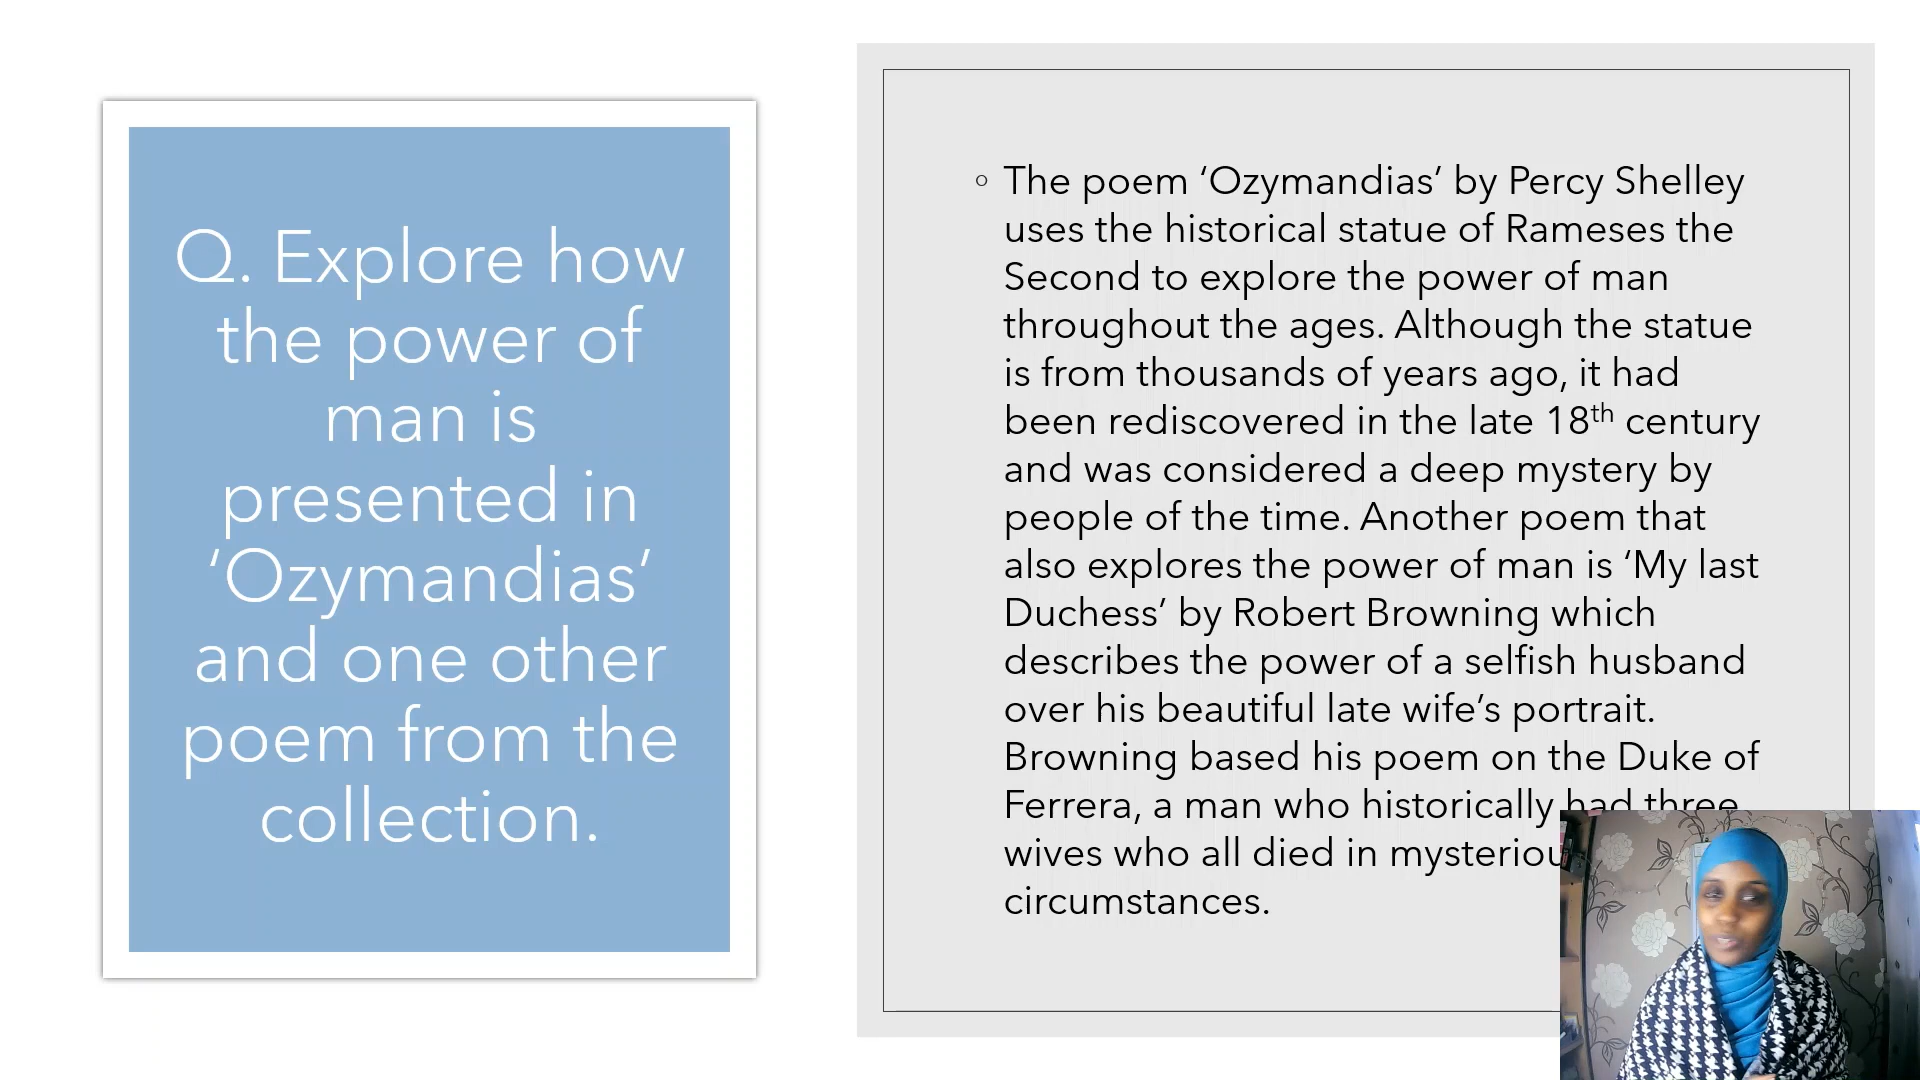 Q. Explore how
the power of
man is
presented in
‘Ozymandias’
and one other
poem from the
collection.
The poem ‘Ozymandias’ by Percy Shelley
uses the historical statue of Rameses the
Second to explore the power of man
throughout the ages. Although the statue
is from thousands of years ago, it had
been rediscovered in the late 18th century
and was considered a deep mystery by
people of the time. Another poem that
also explores the power of man is ‘My last
Duchess’ by Robert Browning which
describes the power of a selfish husband
over his beautiful late wife’s portrait.
Browning based his poem on the Duke of
Ferrera, a man who historically had three
wives who all died in
circumstances.